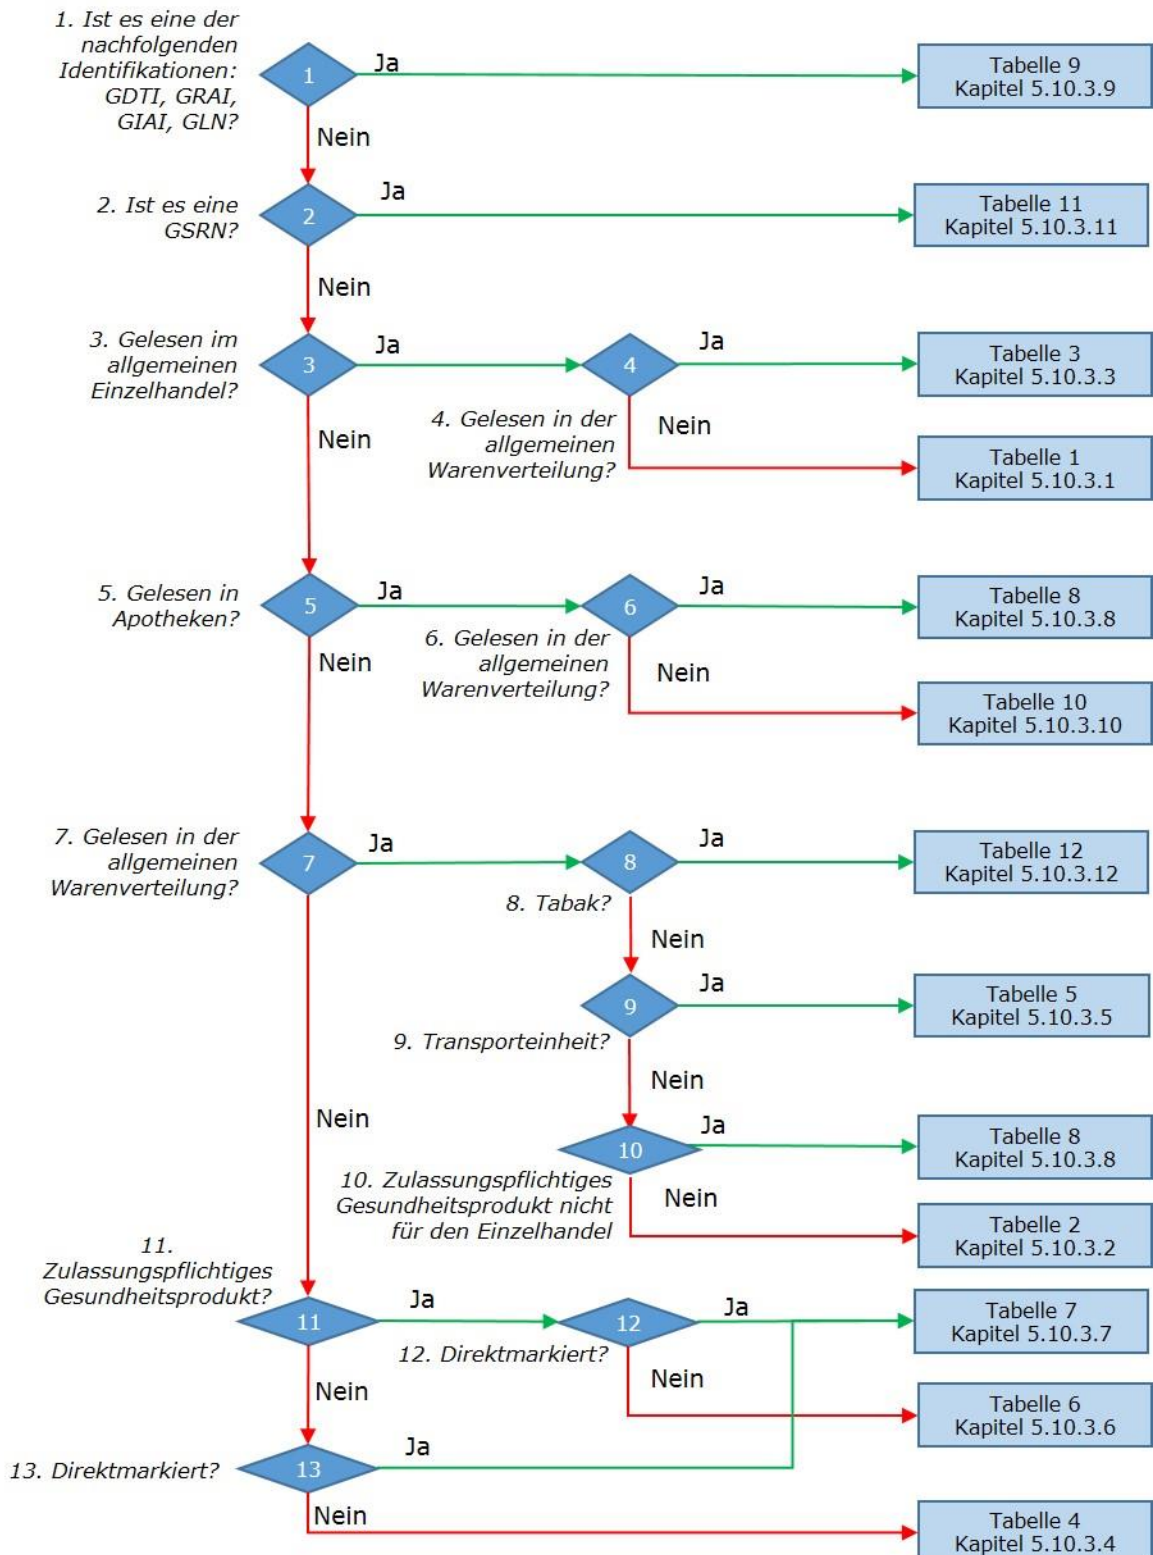 1. Ist es eine der
nachfolgenden
Identifikationen:
GDTI, GRAI,
GIAI, GLN?
1
Ja
Tabelle 9
Kapitel 5.10.3.9
Nein
2. Ist es eine
GSRN?
2
Ja
Tabelle 11
Kapitel 5.10.3.11
Nein
3. Gelesen im
allgemeinen
Einzelhandel?
3
Ja
4
Ja
Tabelle 3
Kapitel 5.10.3.3
Nein
4. Gelesen in der
allgemeinen
Warenverteilung?
Nein
Tabelle 1
Kapitel 5.10.3.1
5. Gelesen in
Apotheken?
5
Ja
6
Ja
Tabelle 8
Kapitel 5.10.3.8
Nein
6. Gelesen in der
allgemeinen
Warenverteilung?
Nein
Tabelle 10
Kapitel 5.10.3.10
7. Gelesen in der
allgemeinen
Warenverteilung?
7
Ja
8
Ja
Tabelle 12
Kapitel 5.10.3.12
8. Tabak?
Nein
9
Ja
Tabelle 5
Kapitel 5.10.3.5
9. Transporteinheit?
Nein
Nein
10
Ja
Tabelle 8
Kapitel 5.10.3.8
10. Zulassungspflichtiges
Gesundheitsprodukt nicht
für den Einzelhandel
Nein
Tabelle 2
Kapitel 5.10.3.2
11.
Zulassungspflichtiges
Gesundheitsprodukt?
11
Ja
12
Ja
Tabelle 7
Kapitel 5.10.3.7
12. Direktmarkiert?
Nein
Nein
Tabelle 6
Kapitel 5.10.3.6
13. Direktmarkiert?
13
Ja
Nein
Tabelle 4
Kapitel 5.10.3.4